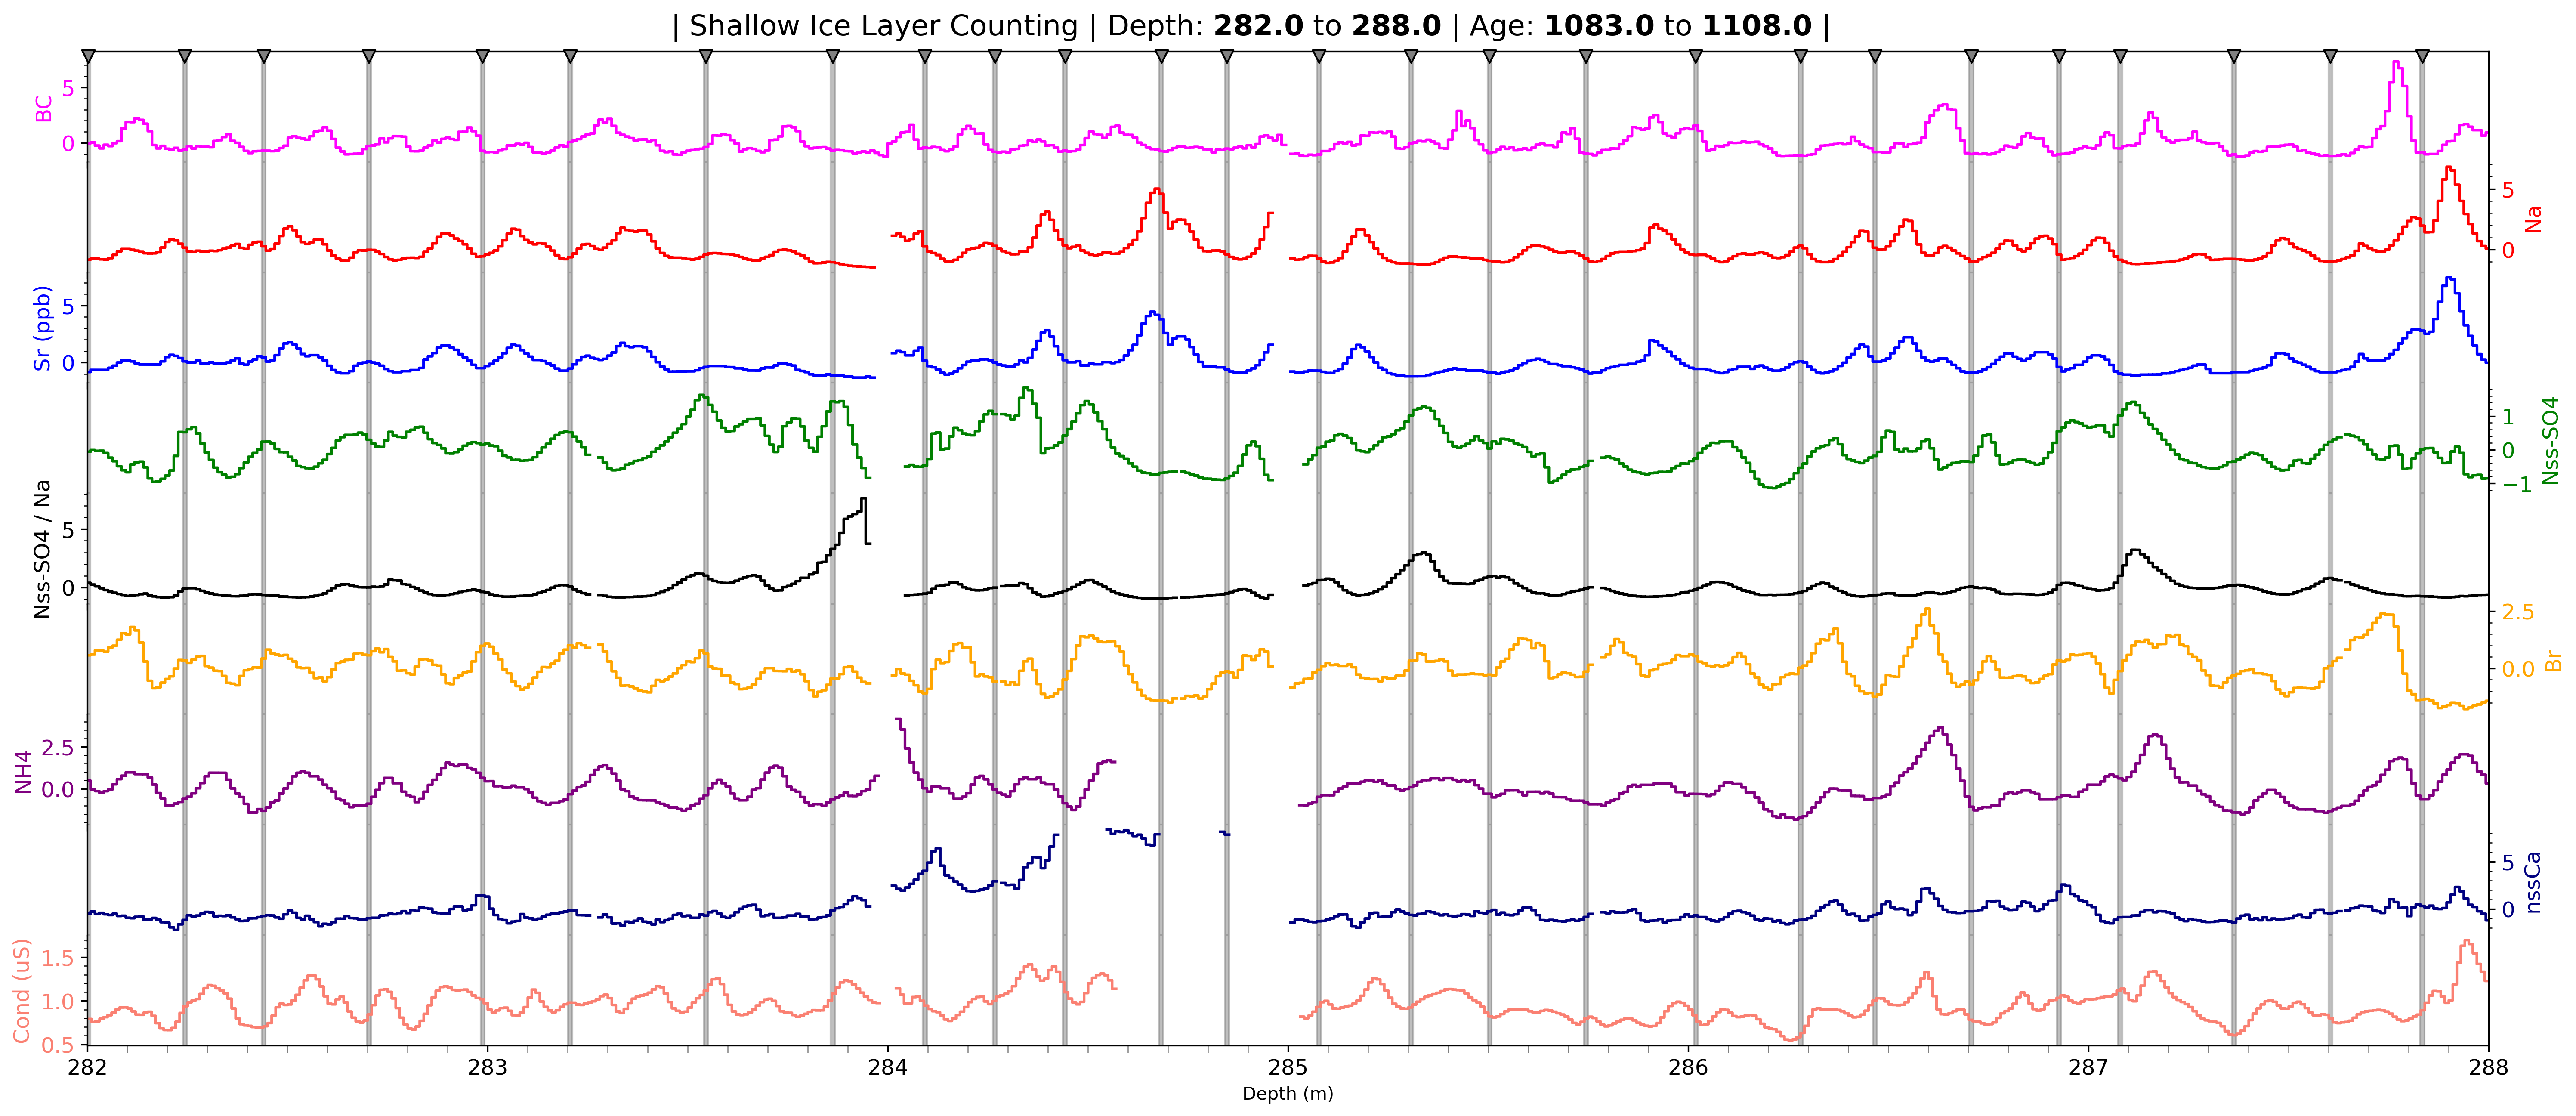 | Shallow Ice Layer Counting | Depth: 282.0 to 288.0 | Age: 1083.0 to 1108.0 |
BC
5
0
5
0
Na
Sr (ppb)
5
0
1
0
−1
Nss-SO4
Nss-SO4 / Na
5
0
2.5
0.0
Br
NH4
2.5
0.0
5
0
nssCa
Cond (uS)
1.5
1.0
0.5
282 283 284 285 286 287 288
Depth (m)